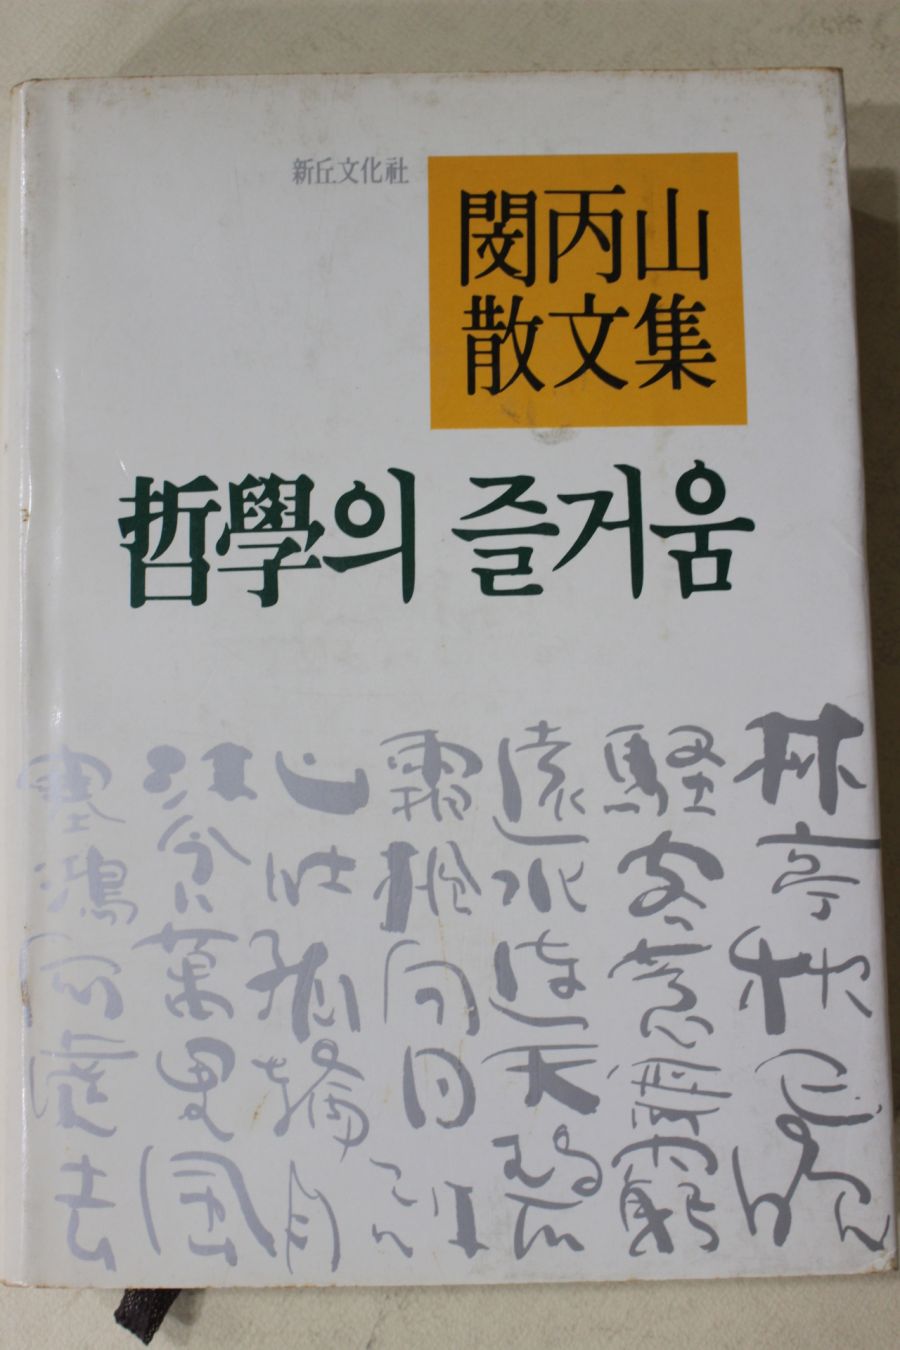 新丘文化社
閔丙山
散文集
哲學의 즐거움
林亭秋已晩
騷客意無窮
遠水連天碧
霜楓向日紅
山吐孤輪月
江含萬里風
塞鴻何處去